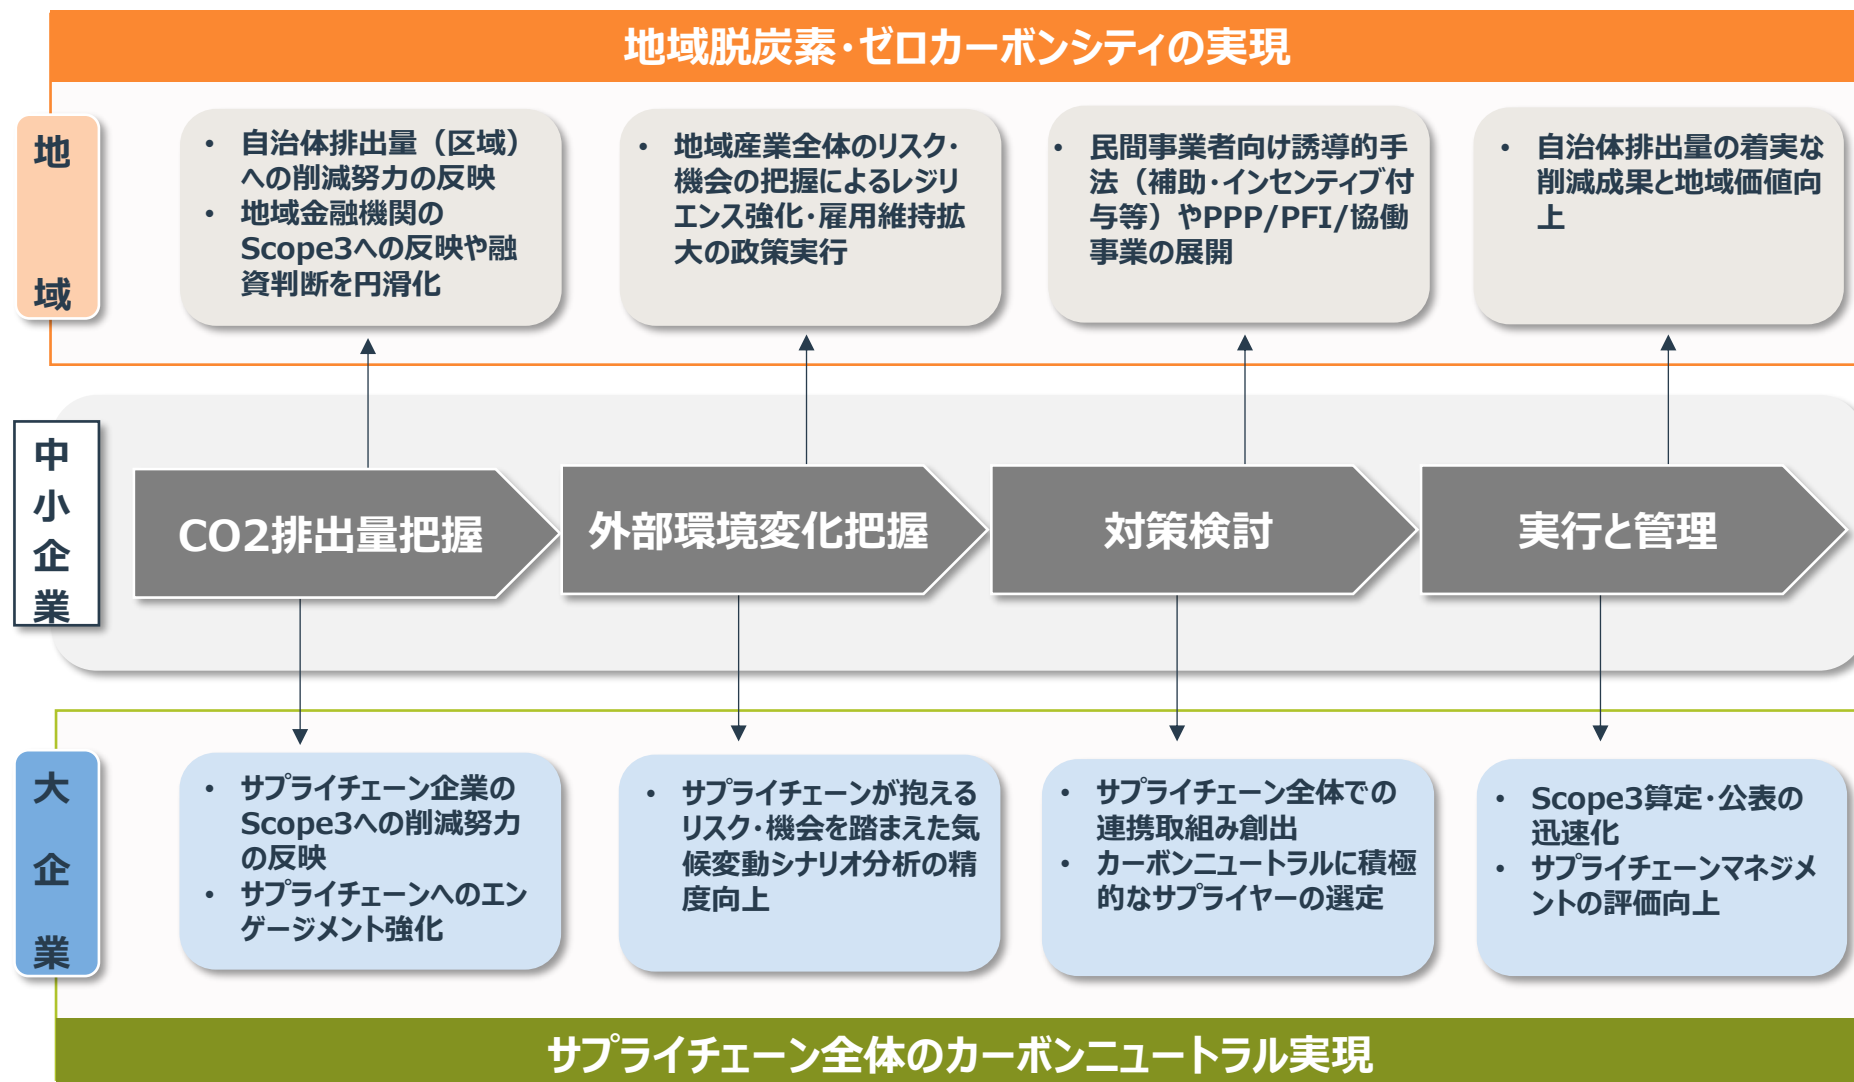 地域脱炭素・ゼロカーボンシティの実現
地
域
• 自治体排出量（区域）
への削減努力の反映
• 地域金融機関の
Scope3への反映や融
資判断を円滑化
• 地域産業全体のリスク・
機会の把握によるレジリ
エンス強化・雇用維持拡
大の政策実行
• 民間事業者向け誘導的手
法（補助・インセンティブ付
与等）やPPP/PFI/協働
事業の展開
• 自治体排出量の着実な
削減成果と地域価値向
上
中
小
企
業
CO2排出量把握
外部環境変化把握
対策検討
実行と管理
大
企
業
• サプライチェーン企業の
Scope3への削減努力
の反映
• サプライチェーンへのエン
ゲージメント強化
• サプライチェーンが抱える
リスク・機会を踏まえた気
候変動シナリオ分析の精
度向上
• サプライチェーン全体での
連携取組み創出
• カーボンニュートラルに積極
的なサプライヤーの選定
• Scope3算定・公表の
迅速化
• サプライチェーンマネジメ
ントの評価向上
サプライチェーン全体のカーボンニュートラル実現